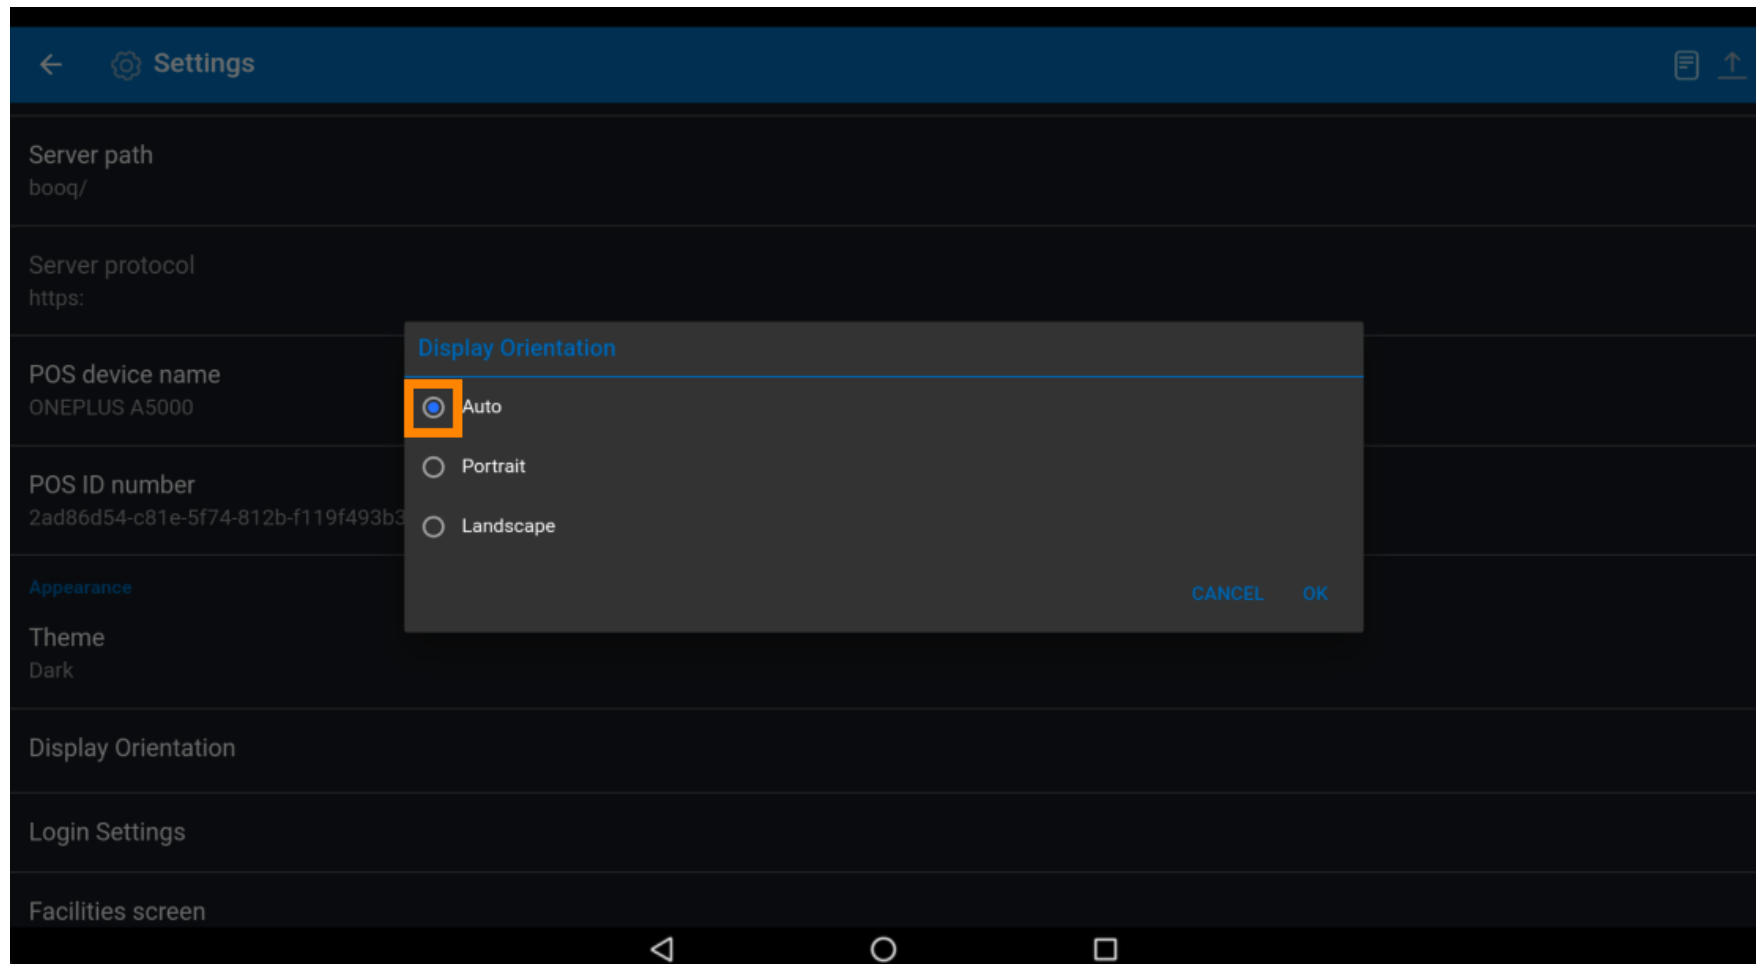 Settings
Server path
booq/
Server protocol
https:
POS device name
ONEPLUS A5000
POS ID number
2ad86d54-c81e-5f74-812b-f119f493b3
Appearance
Theme
Dark
Display Orientation
Login Settings
Facilities screen
Display Orientation
Auto
Portrait
Landscape
CANCEL OK